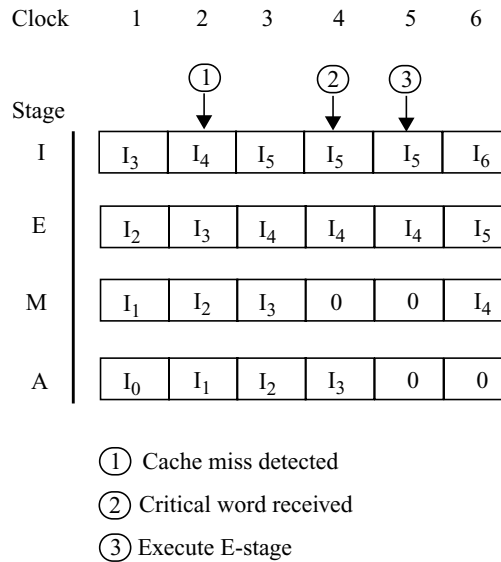 Clock 1 2 3 4 5 6
1 2 3
Stage
I I₃ I₄ I₅ I₅ I₅ I₆
E I₂ I₃ I₄ I₄ I₄ I₅
M I₁ I₂ I₃ 0 0 I₄
A I₀ I₁ I₂ I₃ 0 0
1 Cache miss detected
2 Critical word received
3 Execute E-stage